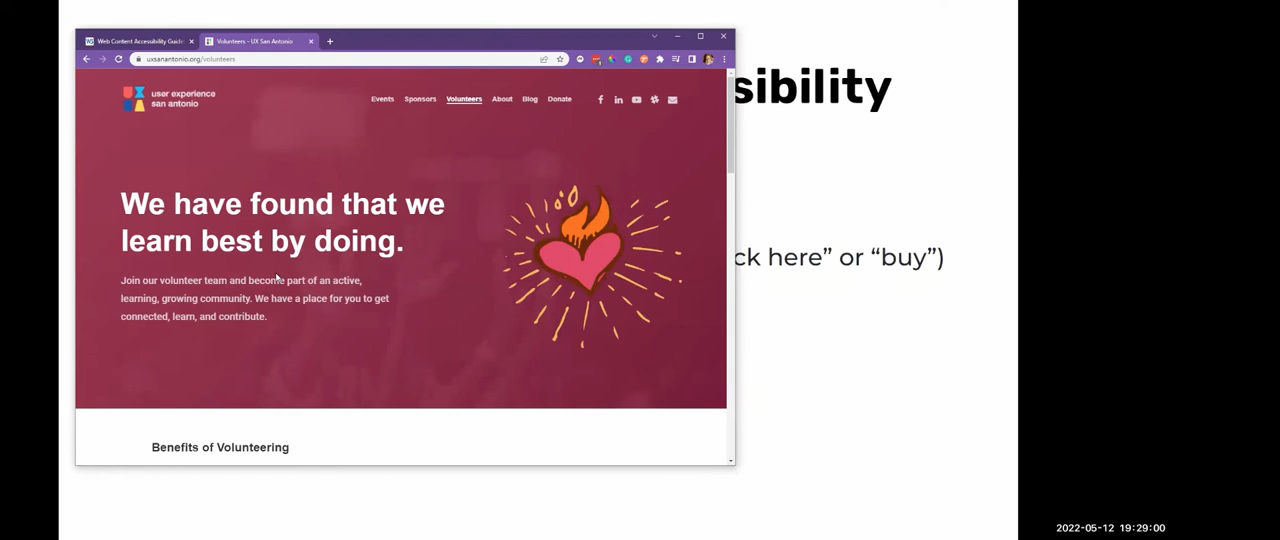 Web Content Accessibility Guide
Volunteers - UX San Antonio
uxsanantonio.org/volunteers
user experience
san antonio
Events
Sponsors
Volunteers
About
Blog
Donate
sibility
We have found that we
learn best by doing.
Join our volunteer team and become part of an active,
learning, growing community. We have a place for you to get
connected, learn, and contribute.
ck here” or “buy”)
Benefits of Volunteering
2022-05-12 19:29:00